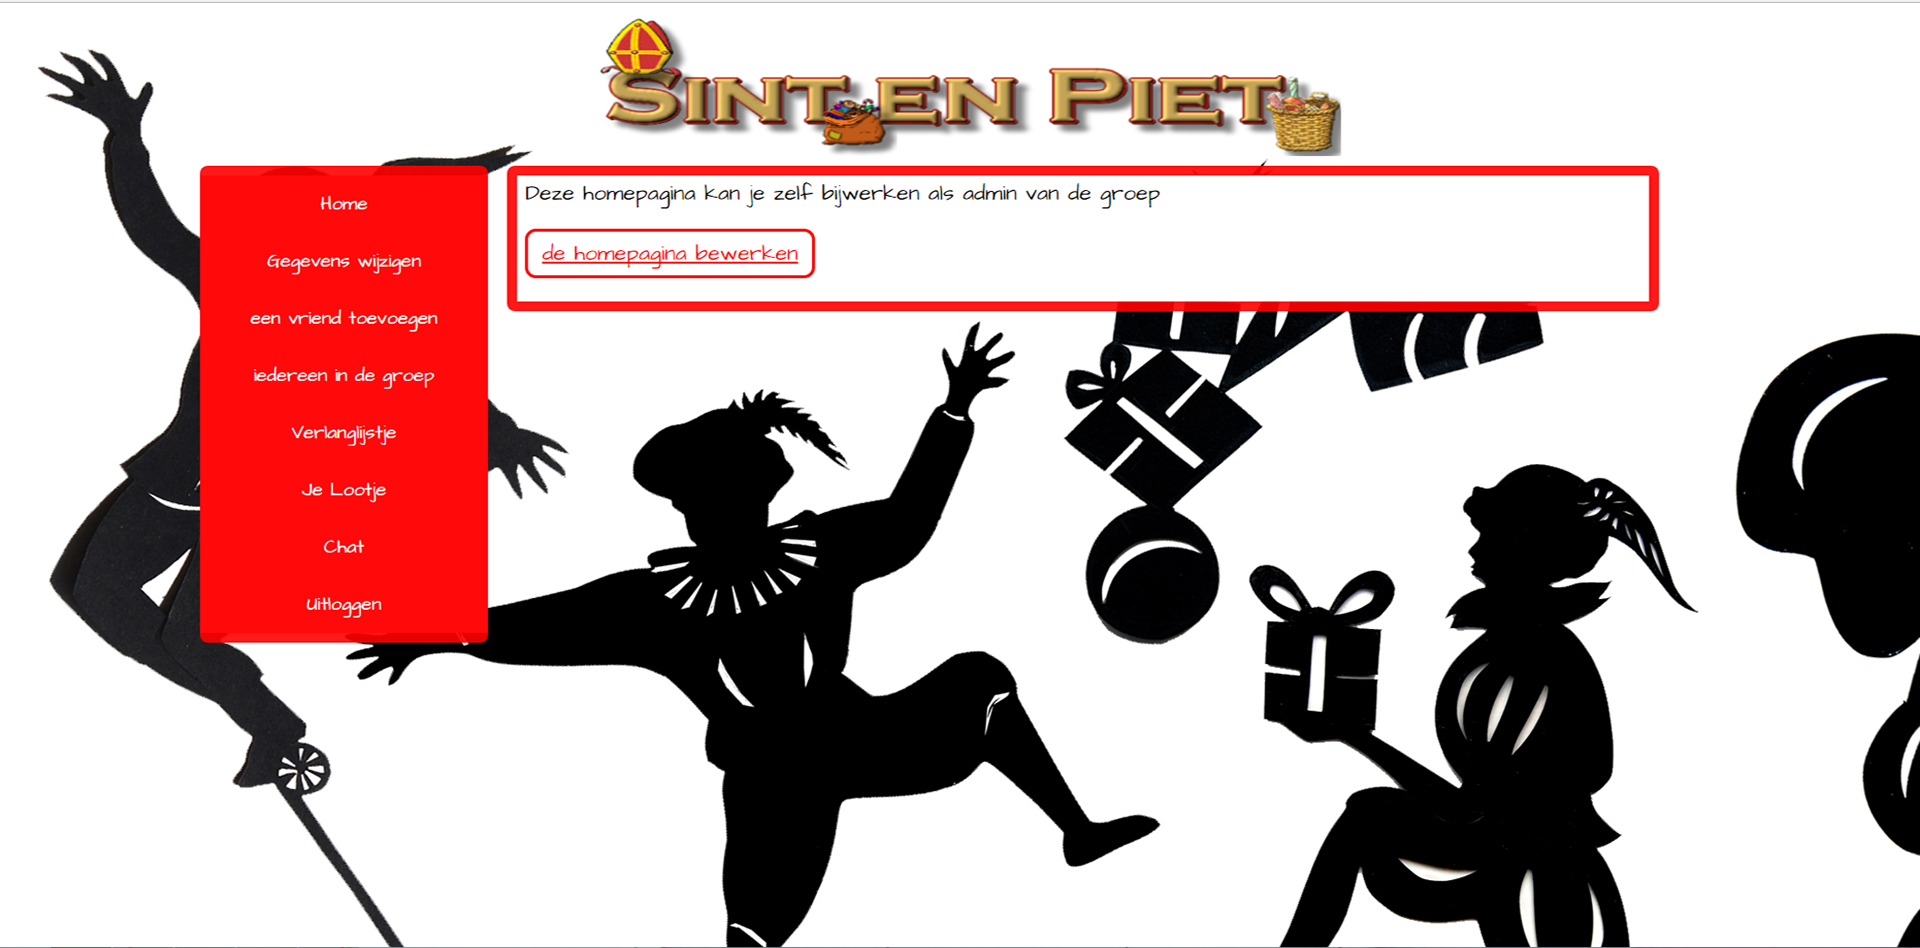 SINT EN PIET
Home
Gegevens wijzigen
een vriend toevoegen
iedereen in de groep
Verlanglijstje
Je Lootje
Chat
Uitloggen
Deze homepagina kan je zelf bijwerken als admin van de groep
de homepagina bewerken